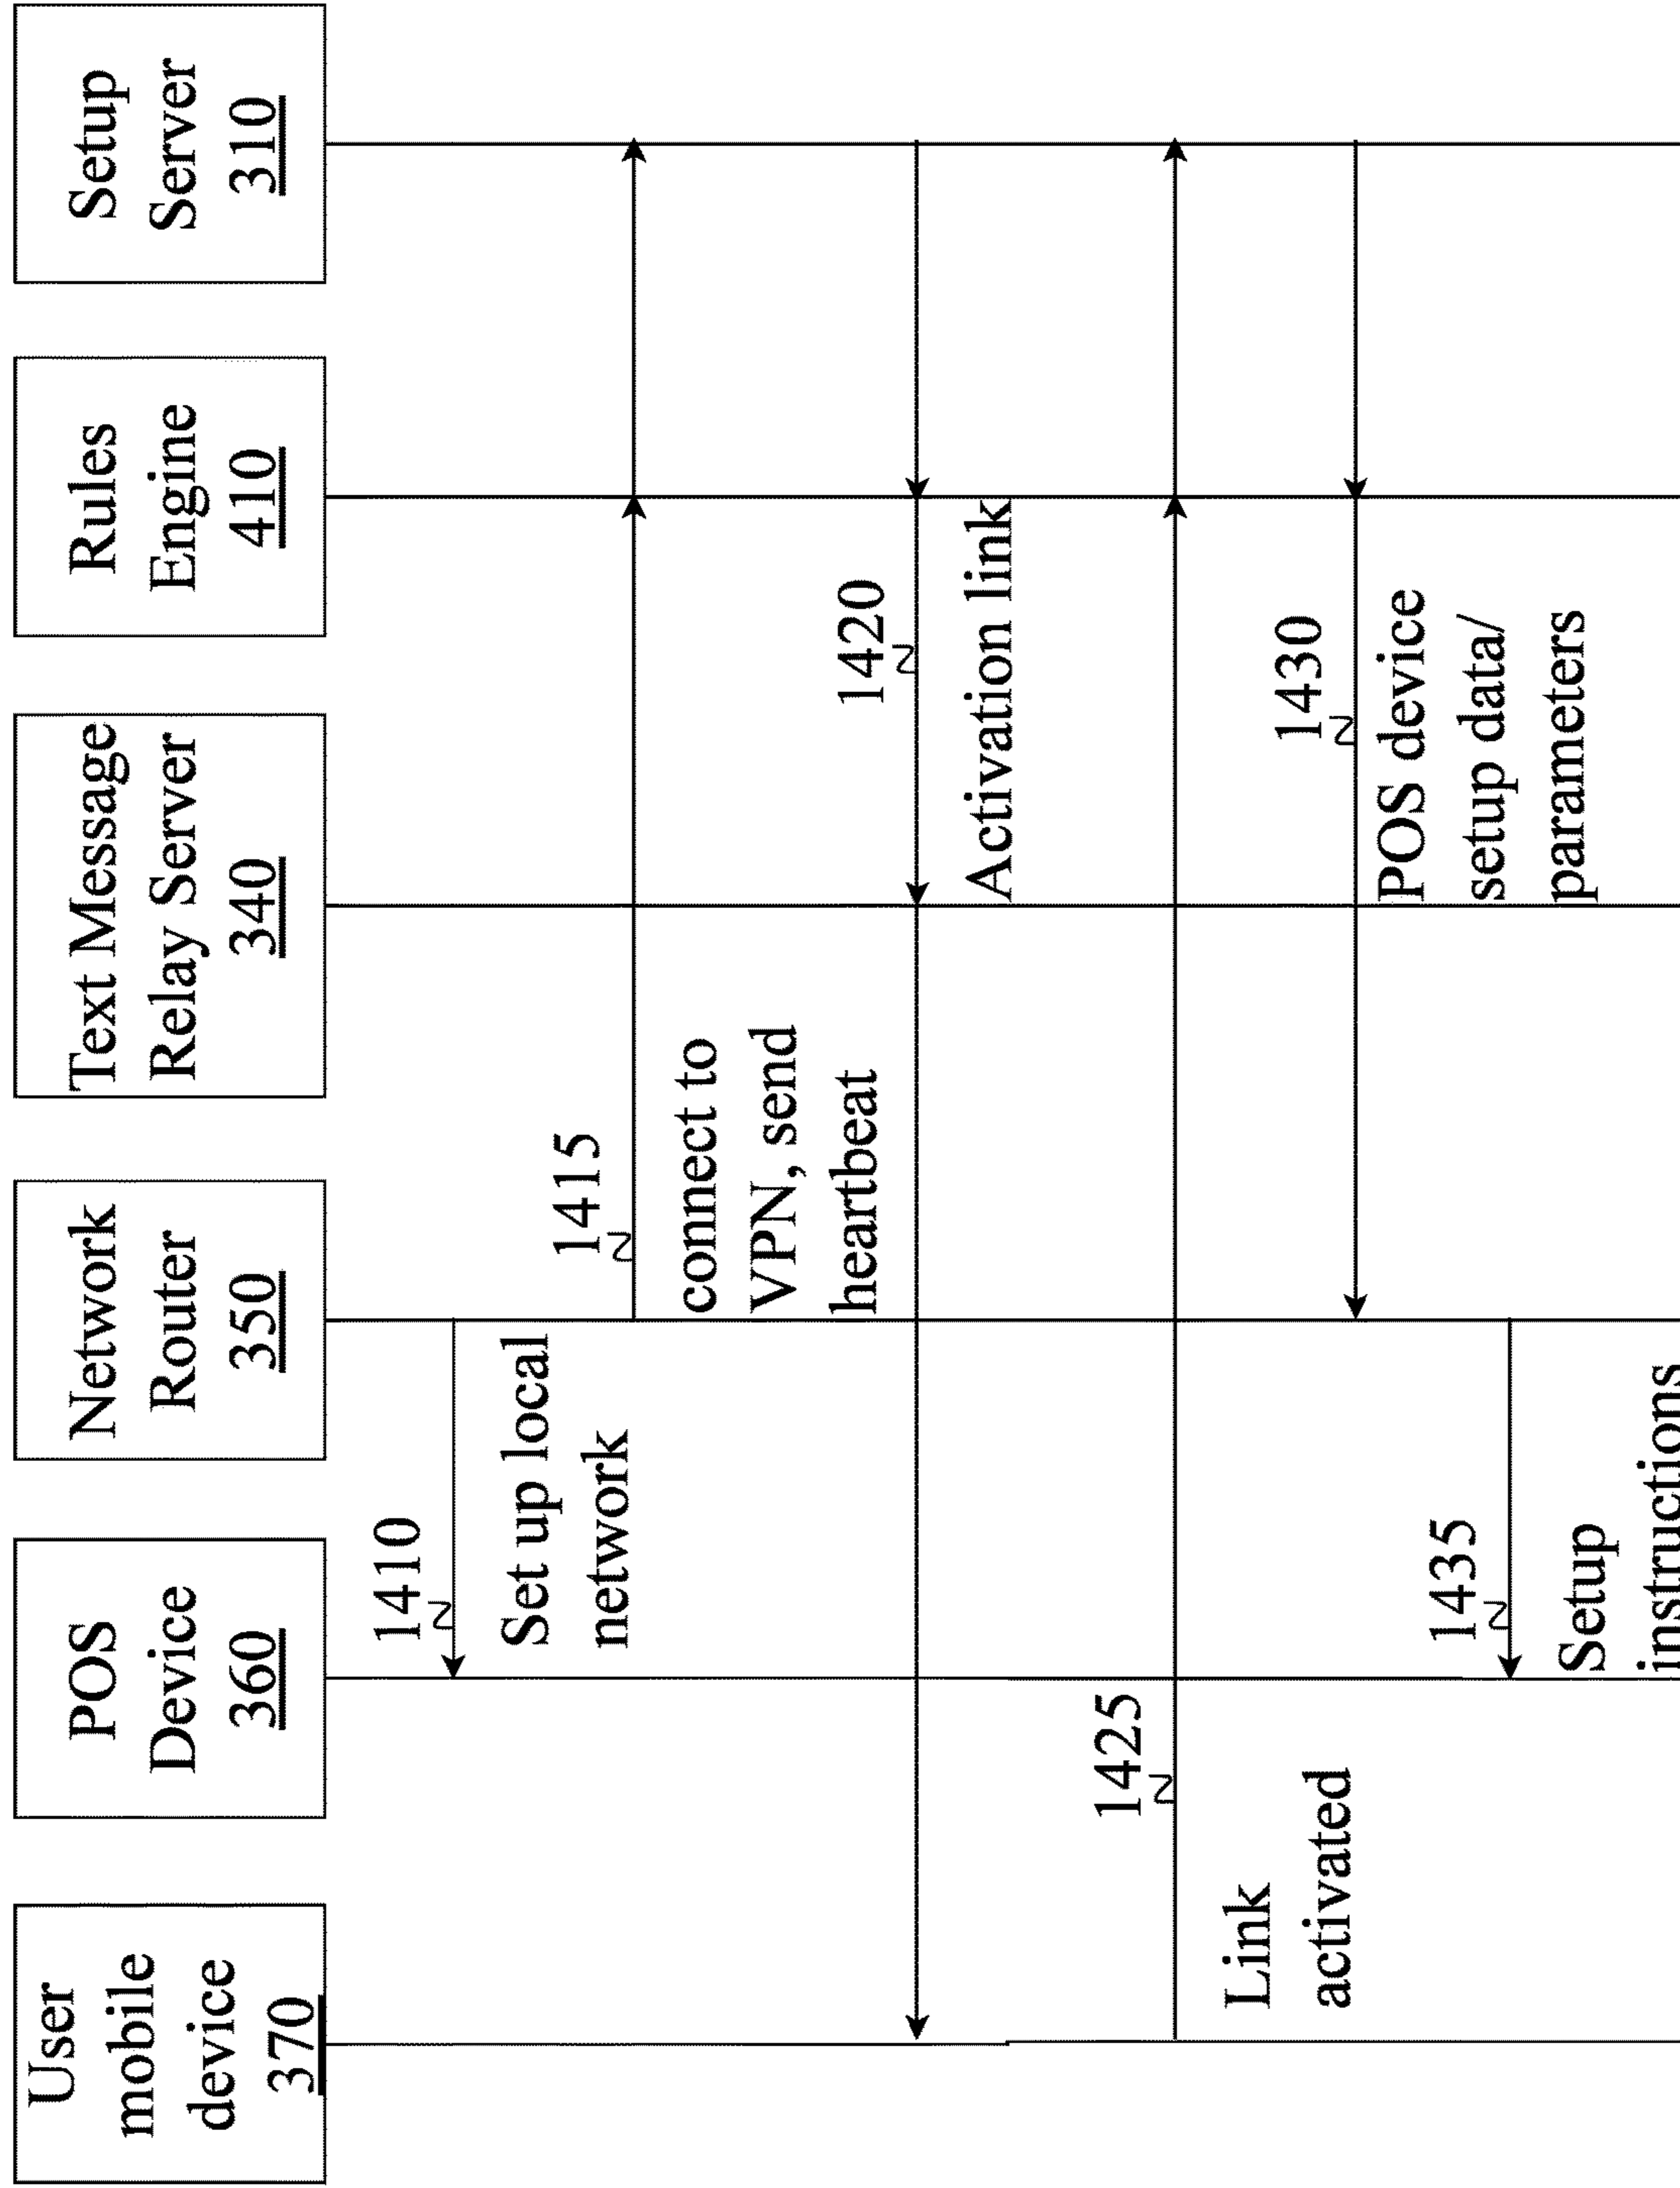 User
mobile
device
370
POS
Device
360
Network
Router
350
Text Message
Relay Server
340
Rules
Engine
410
Setup
Server
310
1410
Set up local
network
1415
connect to
VPN, send
heartbeat
1420
Activation link
1425
Link
activated
1430
POS device
setup data/
parameters
1435
Setup
instructions